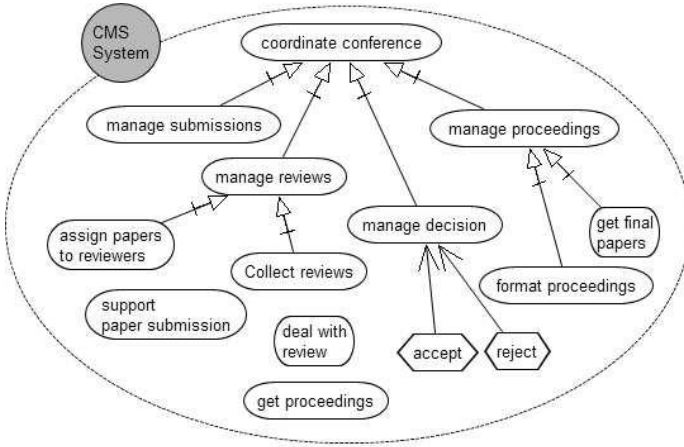 CMS
System
coordinate conference
manage submissions
manage proceedings
manage reviews
assign papers
to reviewers
manage decision
get final
papers
Collect reviews
format proceedings
support
paper submission
deal with
review
accept
reject
get proceedings